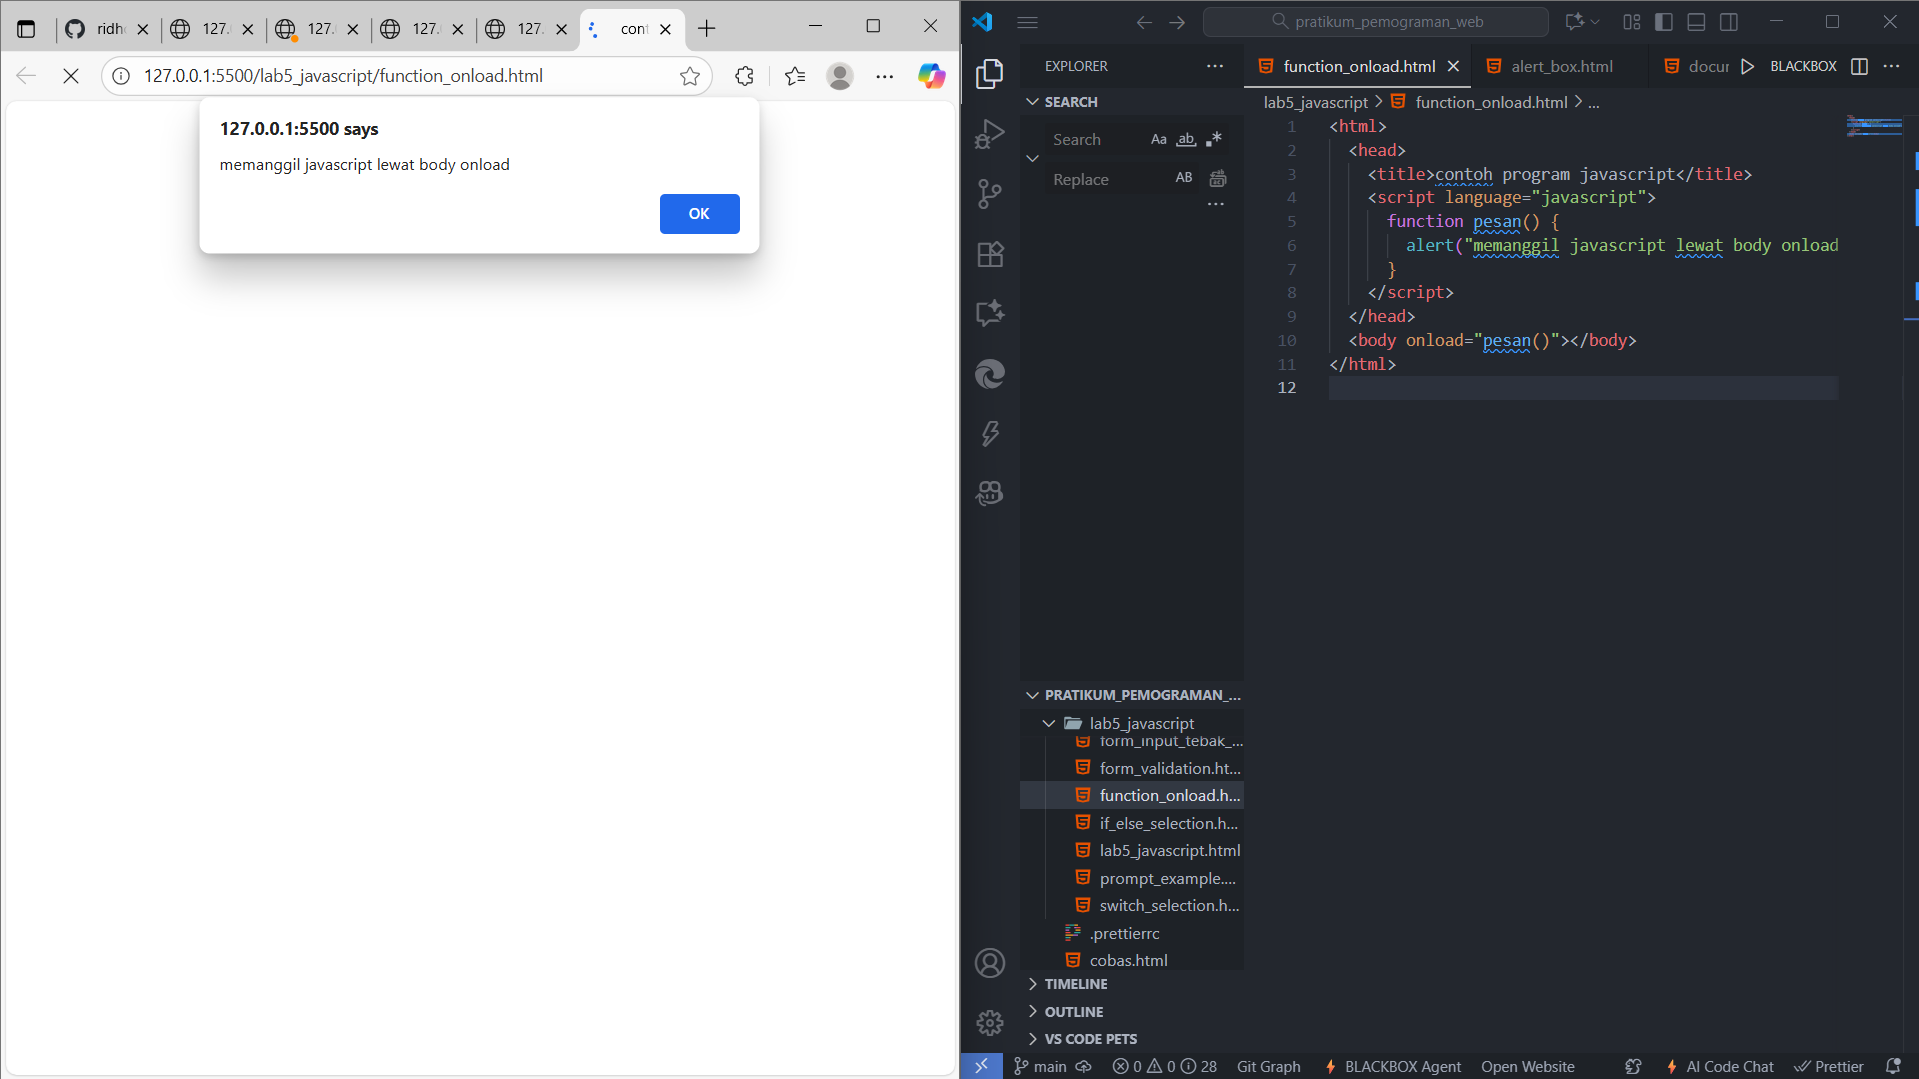 ridh
127.
127.
127.
127.
cont
127.0.0.1:5500/lab5_javascript/function_onload.html
127.0.0.1:5500 says
memanggil javascript lewat body onload
OK
pratikum_pemograman_web
EXPLORER
SEARCH
Search
Aa
ab
Replace
AB
function_onload.html
alert_box.html
docur
BLACKBOX
lab5_javascript > function_onload.html > ...
1 <html>
2 <head>
3 <title>contoh program javascript</title>
4 <script language="javascript">
5 function pesan() {
6 alert("memanggil javascript lewat body onload
7 }
8 </script>
9 </head>
10 <body onload="pesan()"></body>
11 </html>
12
PRATIKUM_PEMOGRAMAN_...
lab5_javascript
form_input_tebak_...
form_validation.ht...
function_onload.h...
if_else_selection.h...
lab5_javascript.html
prompt_example....
switch_selection.h...
.prettierrc
cobas.html
TIMELINE
OUTLINE
VS CODE PETS
main
0
0
28
Git Graph
BLACKBOX Agent
Open Website
AI Code Chat
Prettier